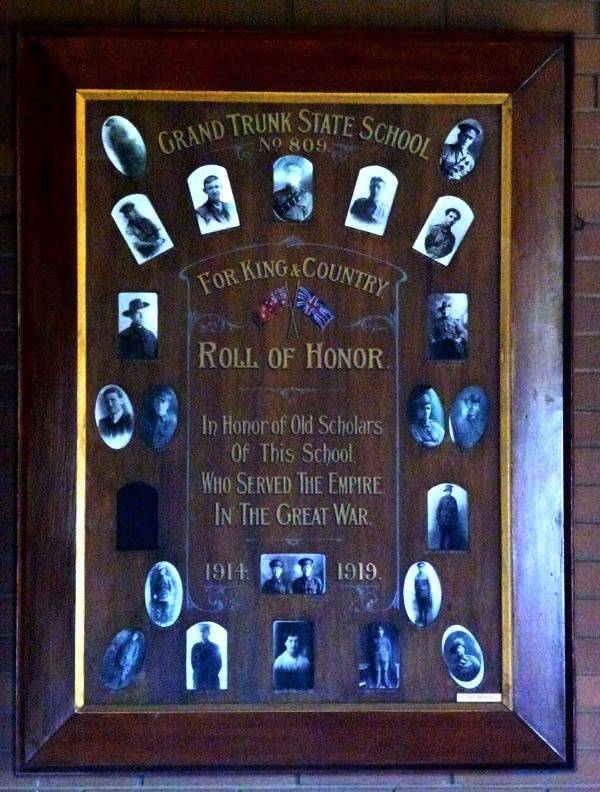 GRAND TRUNK STATE SCHOOL
NO 809.
FOR KING & COUNTRY
ROLL OF HONOR.
In Honor of Old Scholars
Of This School,
WHO SERVED THE EMPIRE
IN THE GREAT WAR.
1914. 1919.